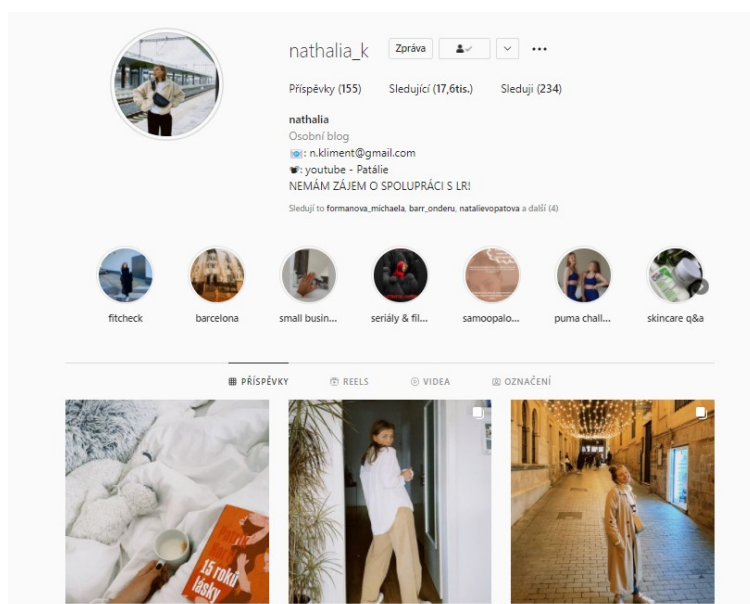 nathalia_k Zpráva
Příspěvky (155) Sledující (17,6tis.) Sleduji (234)
nathalia
Osobní blog
📧: n.kliment@gmail.com
📽: youtube - Patálie
NEMÁM ZÁJEM O SPOLUPRÁCI S LR!
Sledují to formanova_michaela, barr_onderu, natalievopatova a další (4)
fitcheck barcelona small busin... seriály & fil... samoopalo... puma chall... skincare q&a
PŘÍSPĚVKY REELS VIDEA OZNAČENÍ
15 roků
lásky